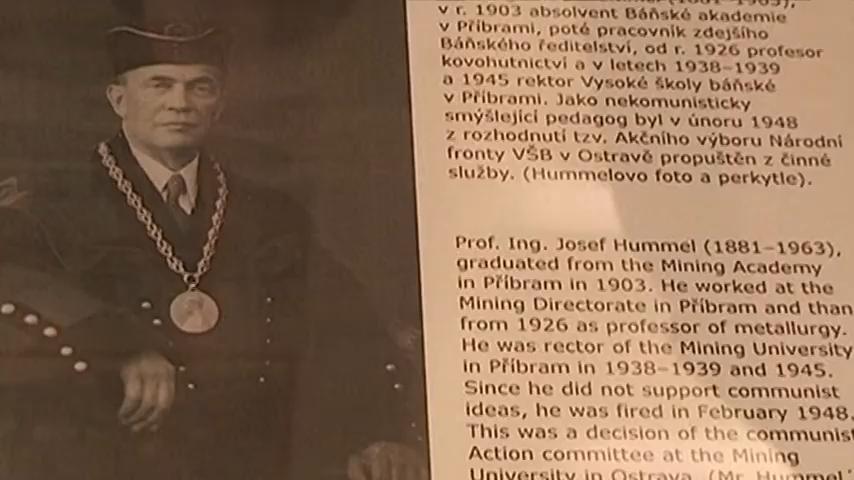 v r. 1903 absolvent Báňské akademie
v Příbrami, poté pracovník zdejšího
Báňského ředitelství, od r. 1926 profesor
kovohutnictví a v letech 1938–1939
a 1945 rektor Vysoké školy báňské
v Příbrami. Jako nekomunisticky
smýšlející pedagog byl v únoru 1948
z rozhodnutí tzv. Akčního výboru Národní
fronty VŠB v Ostravě propuštěn z činné
služby. (Hummelovo foto a perkytle).
Prof. Ing. Josef Hummel (1881–1963),
graduated from the Mining Academy
in Příbram in 1903. He worked at the
Mining Directorate in Příbram and than
from 1926 as professor of metallurgy.
He was rector of the Mining University
in Příbram in 1938–1939 and 1945.
Since he did not support communist
ideas, he was fired in February 1948.
This was a decision of the communist
Action committee at the Mining
University in Ostrava. (Mr. Hummel´